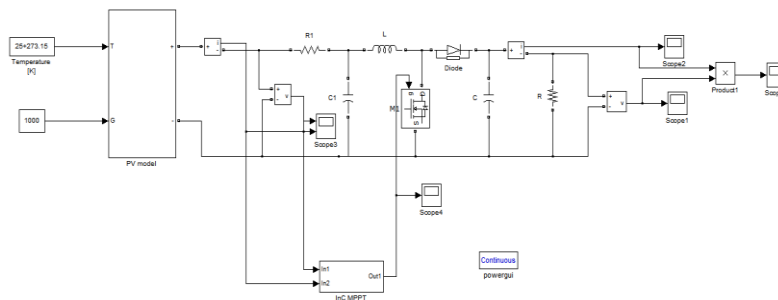 25+273.15
Temperature
[K]
1000
T
G
+
-
PV model
+
i
-
R1
L
C1
+
-
v
Scope3
M1
g
D
S
Diode
C
+
i
-
R
+
-
v
Scope2
Scope1
×
Product1
Scope
Scope4
In1
In2
Out1
InC MPPT
Continuous
powergui